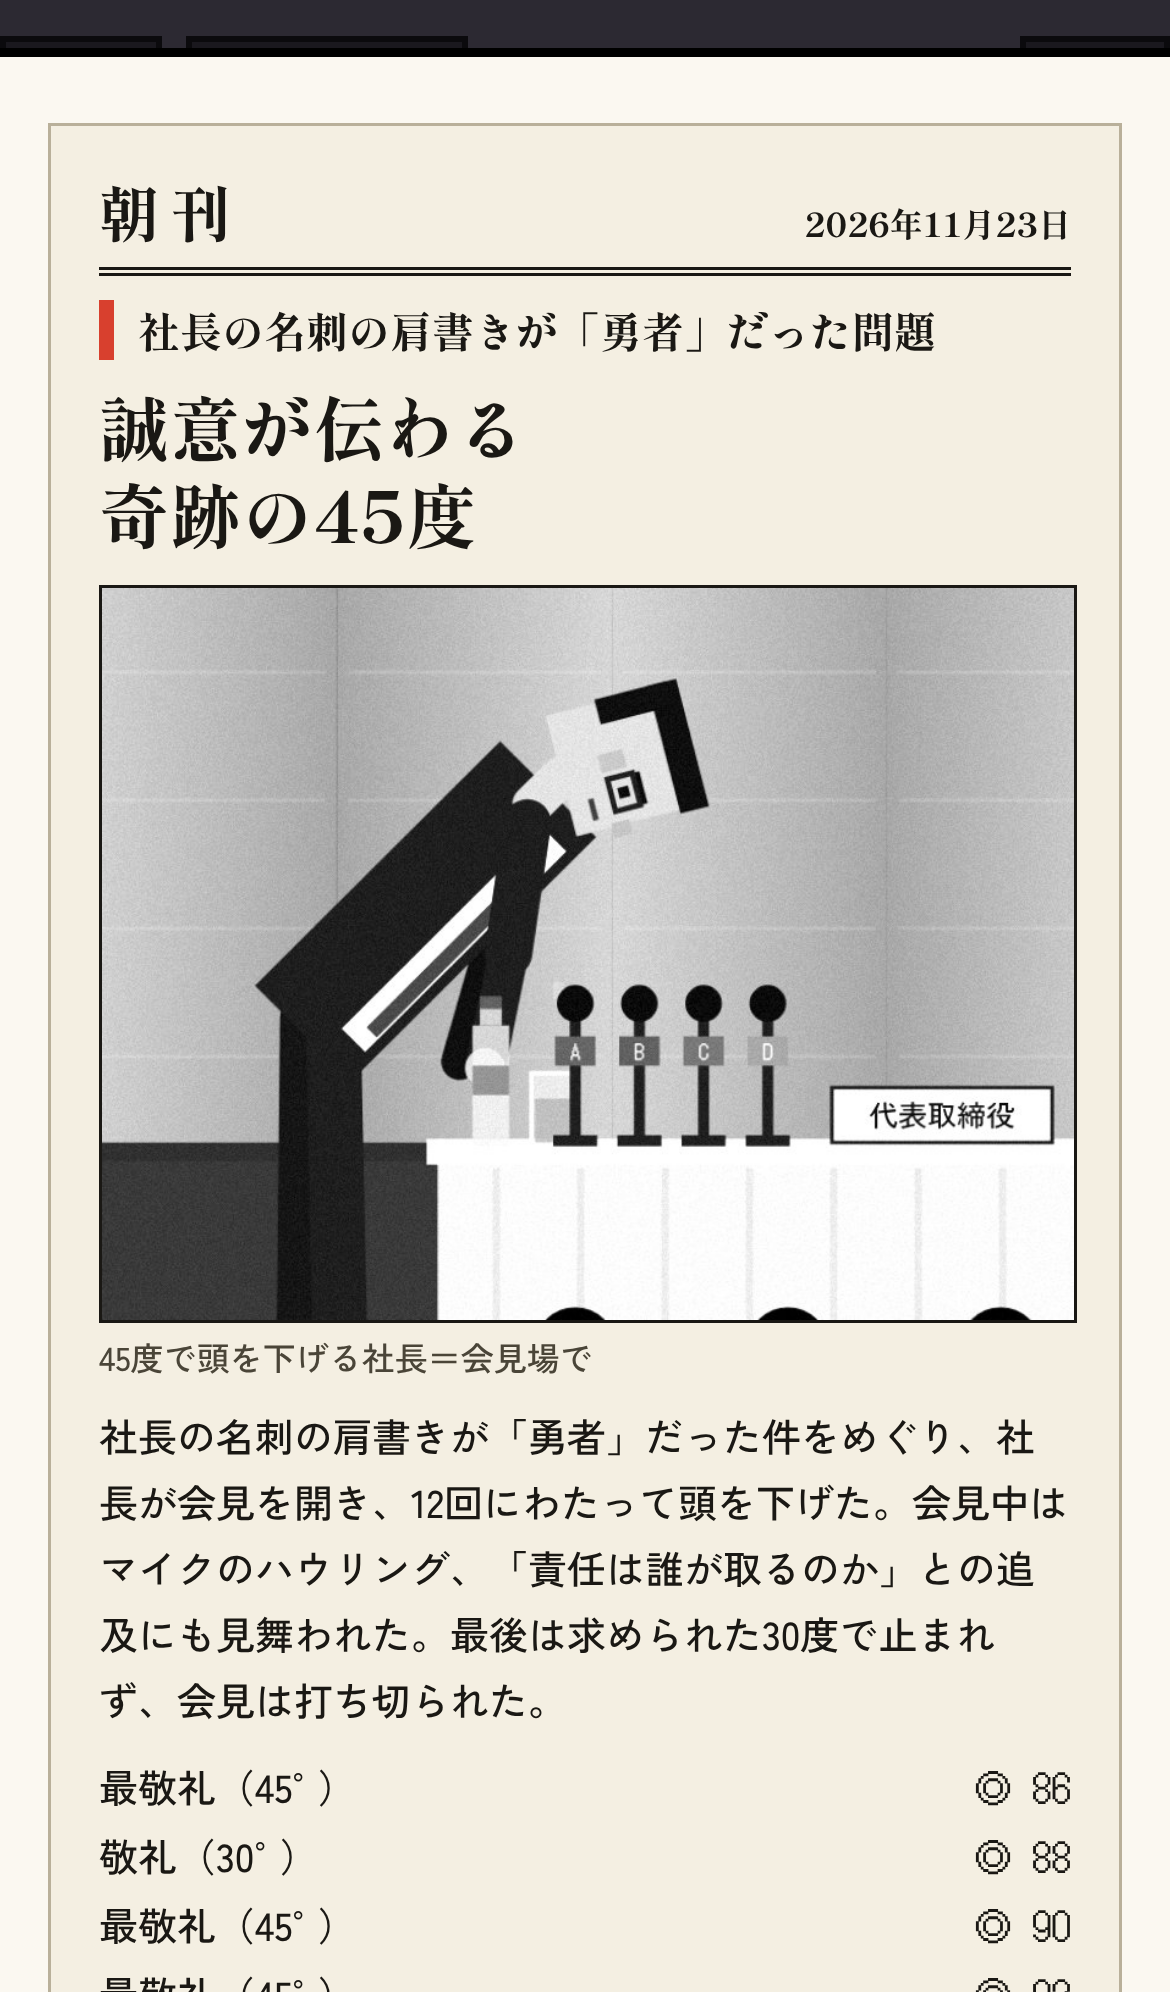 朝刊
2026年11月23日
社長の名刺の肩書きが「勇者」だった問題
誠意が伝わる
奇跡の45度
A B C D
代表取締役
45度で頭を下げる社長＝会見場で
社長の名刺の肩書きが「勇者」だった件をめぐり、社
長が会見を開き、12回にわたって頭を下げた。会見中は
マイクのハウリング、「責任は誰が取るのか」との追
及にも見舞われた。最後は求められた30度で止まれ
ず、会見は打ち切られた。
最敬礼（45°） ◎ 86
敬礼（30°） ◎ 88
最敬礼（45°） ◎ 90
最敬礼（45°） ◎